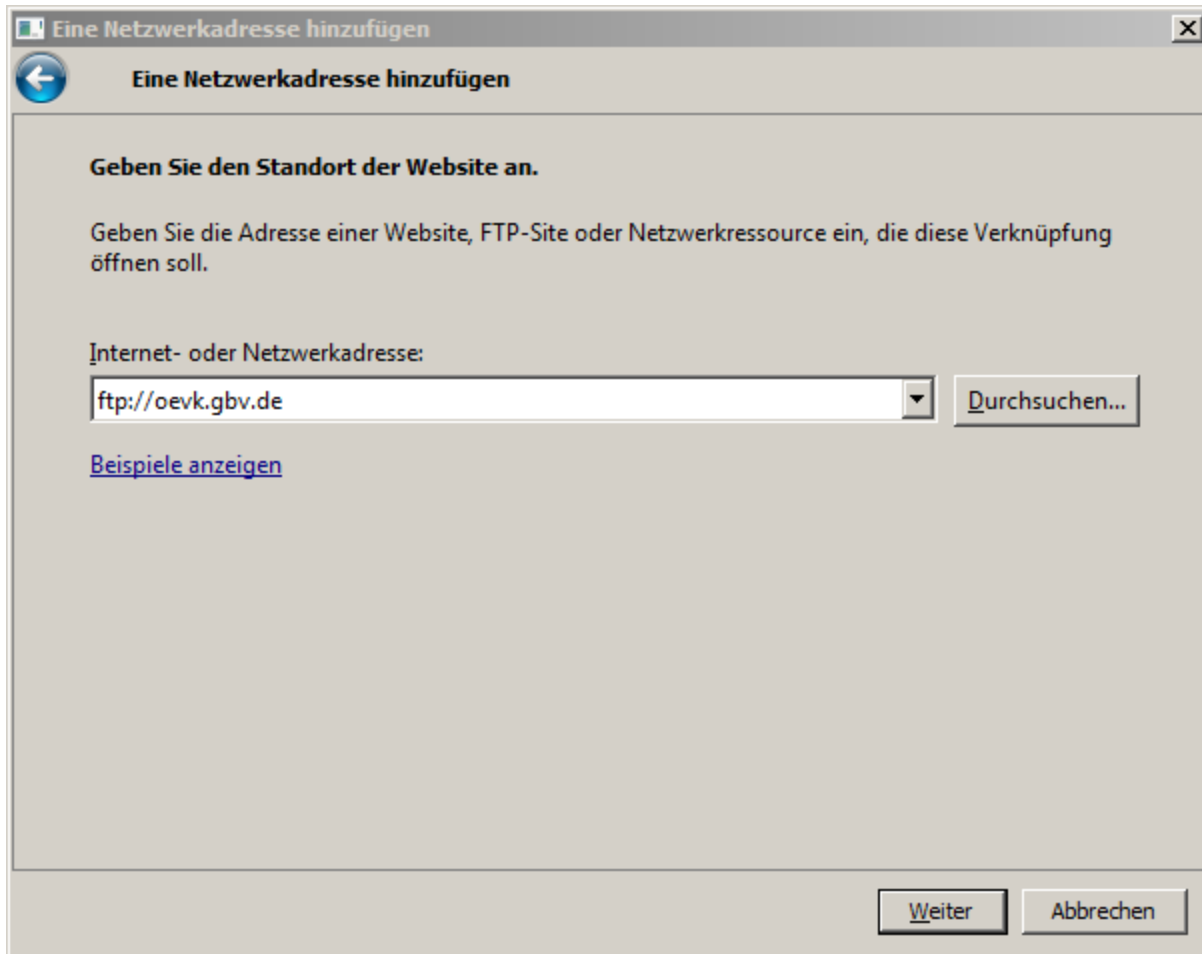 Eine Netzwerkadresse hinzufügen
Eine Netzwerkadresse hinzufügen
Geben Sie den Standort der Website an.
Geben Sie die Adresse einer Website, FTP-Site oder Netzwerkressource ein, die diese Verknüpfung
öffnen soll.
Internet- oder Netzwerkadresse:
ftp://oevk.gbv.de
Durchsuchen...
Beispiele anzeigen
Weiter
Abbrechen